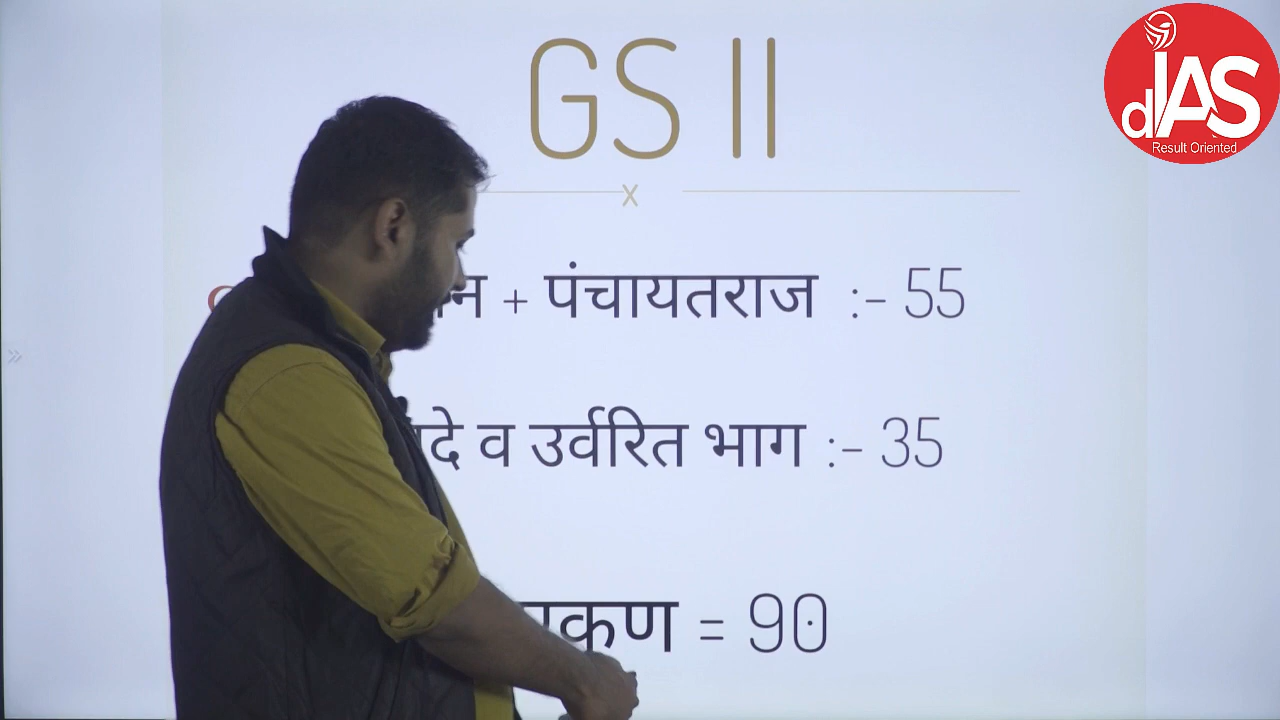 dIAS
Result Oriented
GS II
x
+ पंचायतराज :- 55
व उर्वरित भाग :- 35
= 90